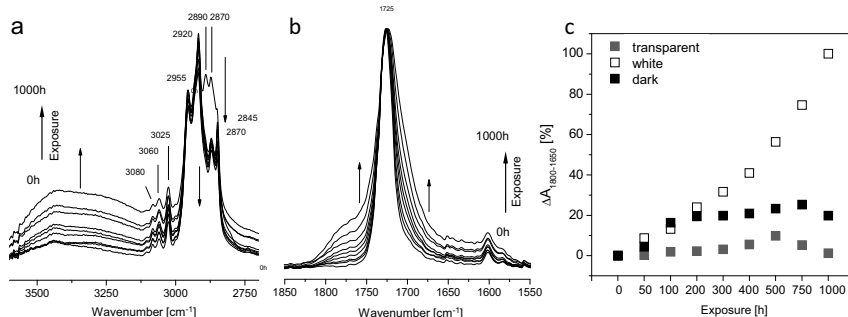 a
2890 2870
2920
2955
0h
2845
2870
1000h
Exposure
0h
3025
3060
3080
0h
3500 3000 2750
Wavenumber [cm-1]
b
1725
1000h
Exposure
0h
1850 1800 1750 1700 1650 1600 1550
Wavenumber [cm-1]
c
transparent
white
dark
100
80
60
40
20
0
ΔA1800-1650 [%]
0 50 100 200 300 400 500 750 1000
Exposure [h]